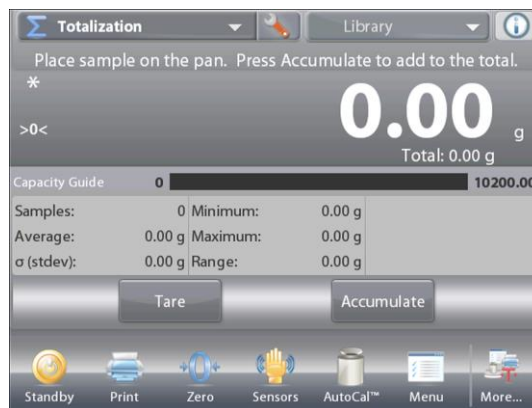 Σ Totalization Library
Place sample on the pan. Press Accumulate to add to the total.
*
0.00 g
>0<
Total: 0.00 g
Capacity Guide 0 10200.00
Samples: 0 Minimum: 0.00 g
Average: 0.00 g Maximum: 0.00 g
σ (stdev): 0.00 g Range: 0.00 g
Tare Accumulate
Standby Print Zero Sensors AutoCal™ Menu More...